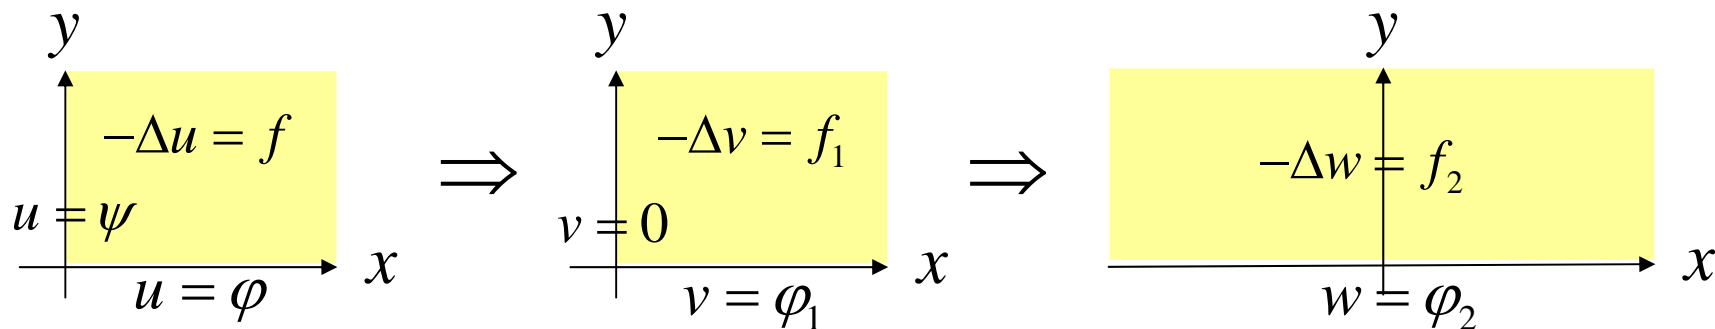 y
−Δu = f
u = ψ
x
u = φ
⇒
y
−Δv = f₁
v = 0
x
v = φ₁
⇒
y
−Δw = f₂
x
w = φ₂